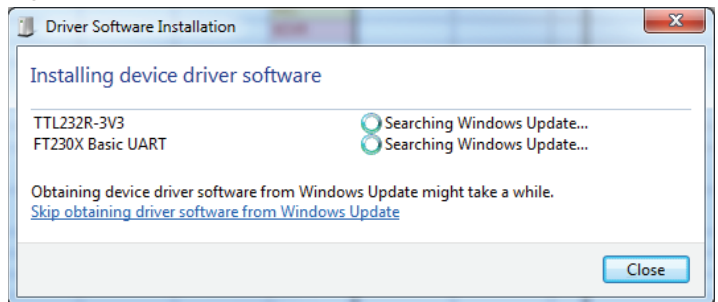 Driver Software Installation
Installing device driver software
TTL232R-3V3 Searching Windows Update...
FT230X Basic UART Searching Windows Update...
Obtaining device driver software from Windows Update might take a while.
Skip obtaining driver software from Windows Update
Close